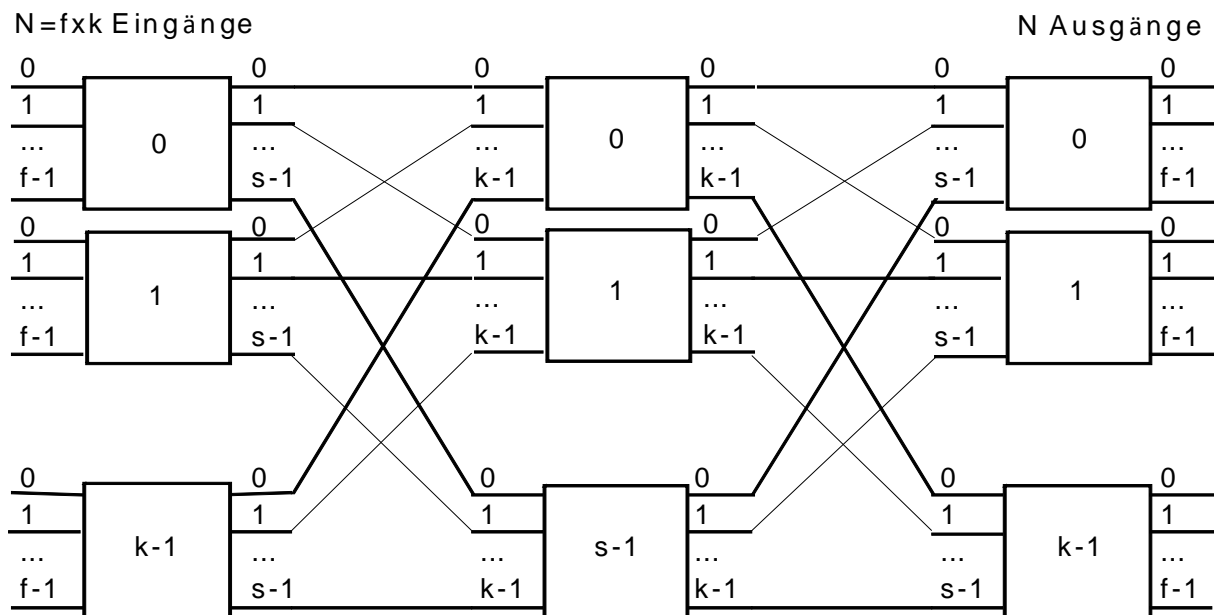 N=fxk Eingänge N Ausgänge
0 0 0 0 0 0
1 1 1 1 1 1
0 0 0
... ... ... ... ... ...
f-1 s-1 k-1 k-1 s-1 f-1
0 0 0 0 0 0
1 1 1 1 1 1
1 1 1
... ... ... ... ... ...
f-1 s-1 k-1 k-1 s-1 f-1
0 0 0 0 0 0
1 1 1 1 1 1
k-1 s-1 k-1
... ... ... ... ... ...
f-1 s-1 k-1 k-1 s-1 f-1